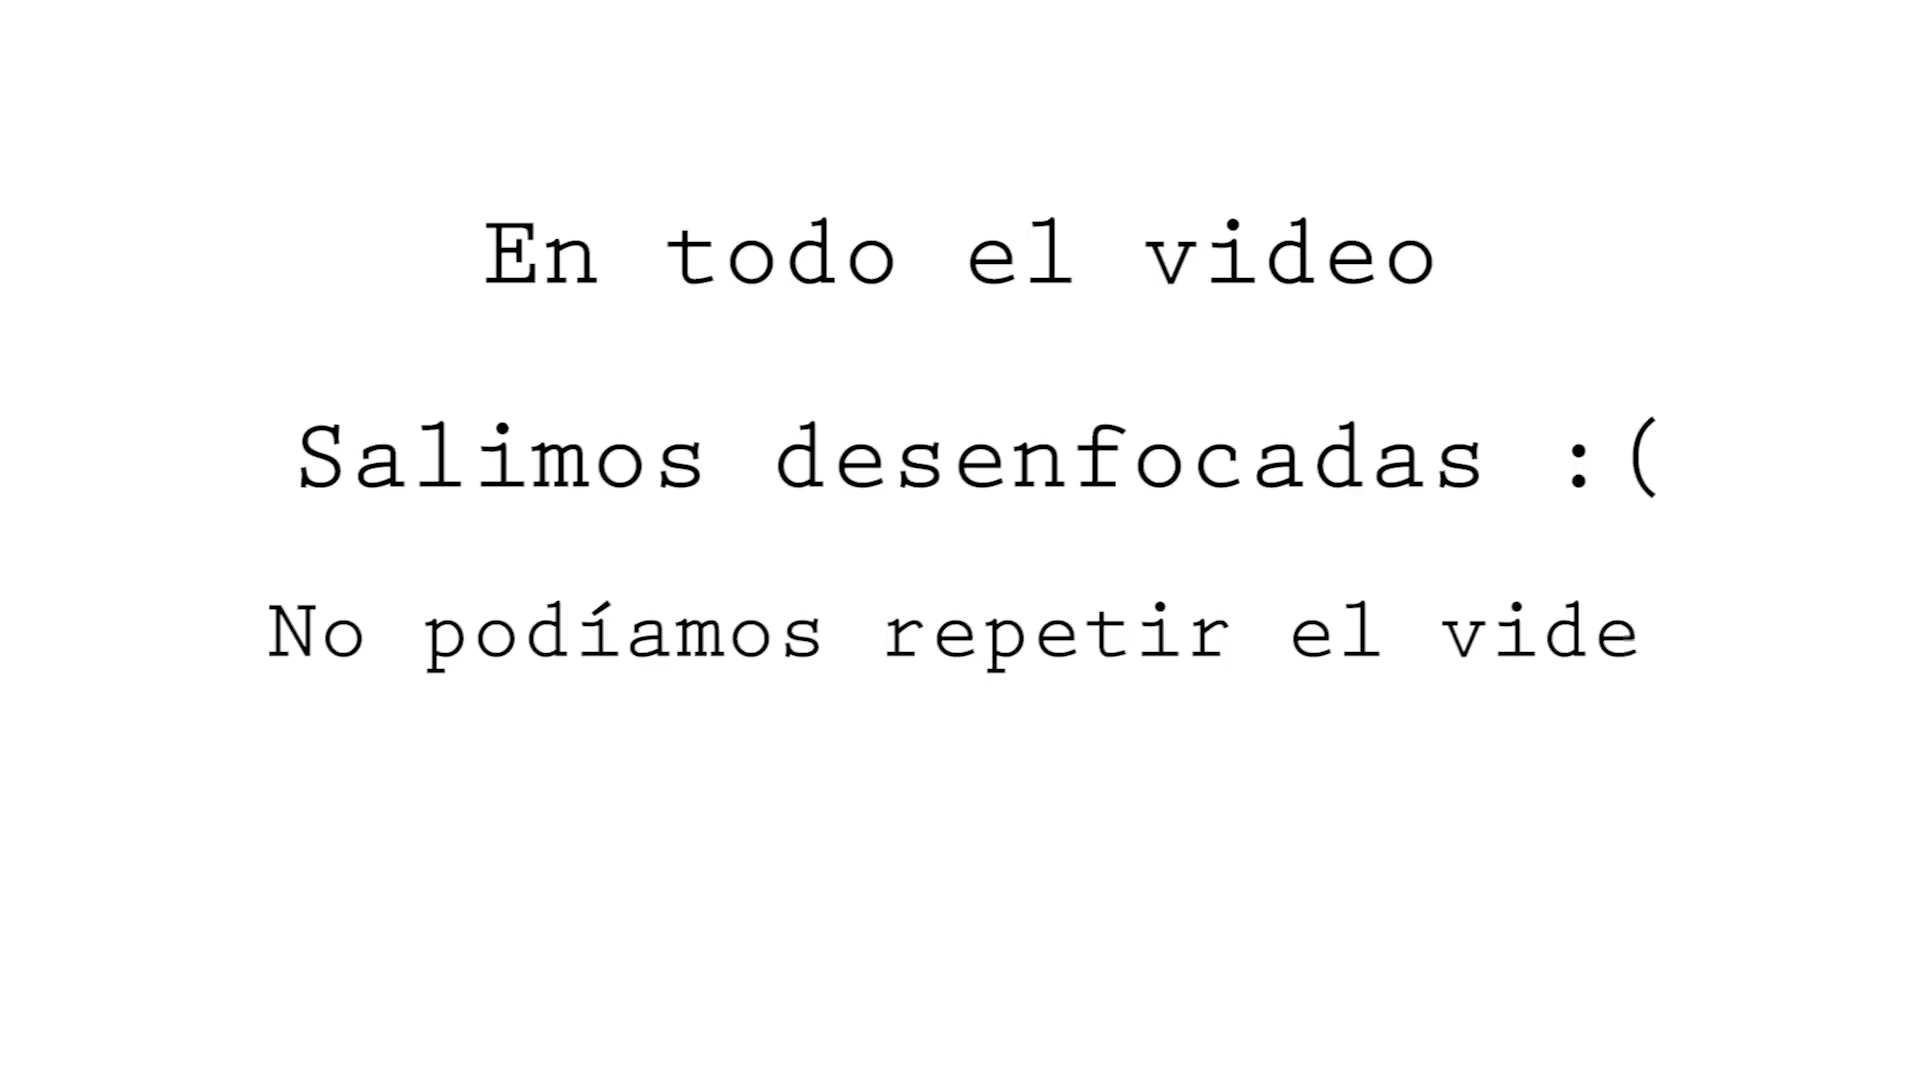 En todo el video
Salimos desenfocadas :(
No podíamos repetir el vide